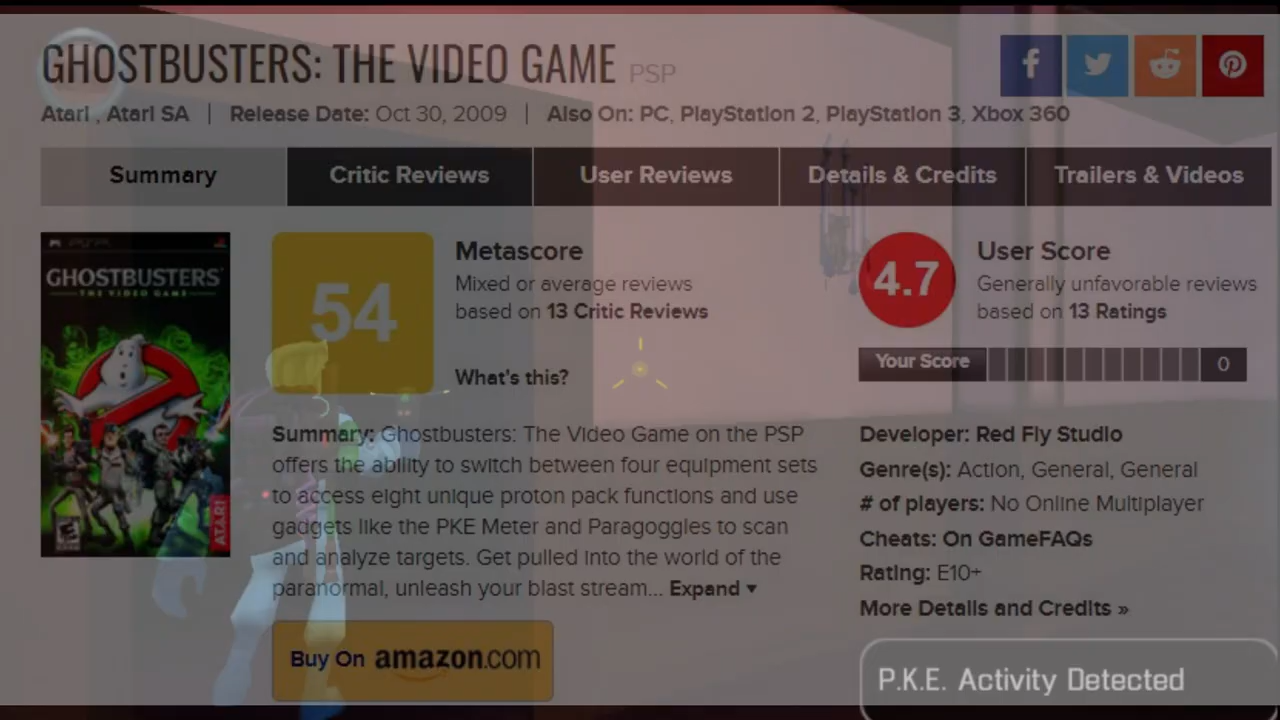 GHOSTBUSTERS: THE VIDEO GAME PSP
Atari , Atari SA | Release Date: Oct 30, 2009 | Also On: PC, PlayStation 2, PlayStation 3, Xbox 360
Summary Critic Reviews User Reviews Details & Credits Trailers & Videos
PSP
GHOSTBUSTERS
THE VIDEO GAME
ATARI
54
Metascore
Mixed or average reviews
based on 13 Critic Reviews
What's this?
4.7
User Score
Generally unfavorable reviews
based on 13 Ratings
Your Score 0
Summary: Ghostbusters: The Video Game on the PSP
offers the ability to switch between four equipment sets
to access eight unique proton pack functions and use
gadgets like the PKE Meter and Paragoggles to scan
and analyze targets. Get pulled into the world of the
paranormal, unleash your blast stream... Expand ▼
Buy On amazon.com
Developer: Red Fly Studio
Genre(s): Action, General, General
# of players: No Online Multiplayer
Cheats: On GameFAQs
Rating: E10+
More Details and Credits »
P.K.E. Activity Detected